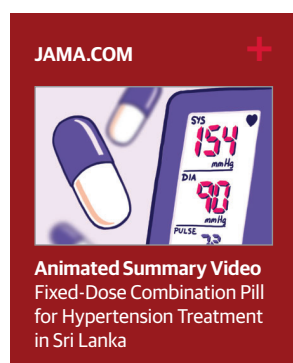 JAMA.COM
SYS
154
mmHg
DIA
90
mmHg
PULSE
Animated Summary Video
Fixed-Dose Combination Pill
for Hypertension Treatment
in Sri Lanka